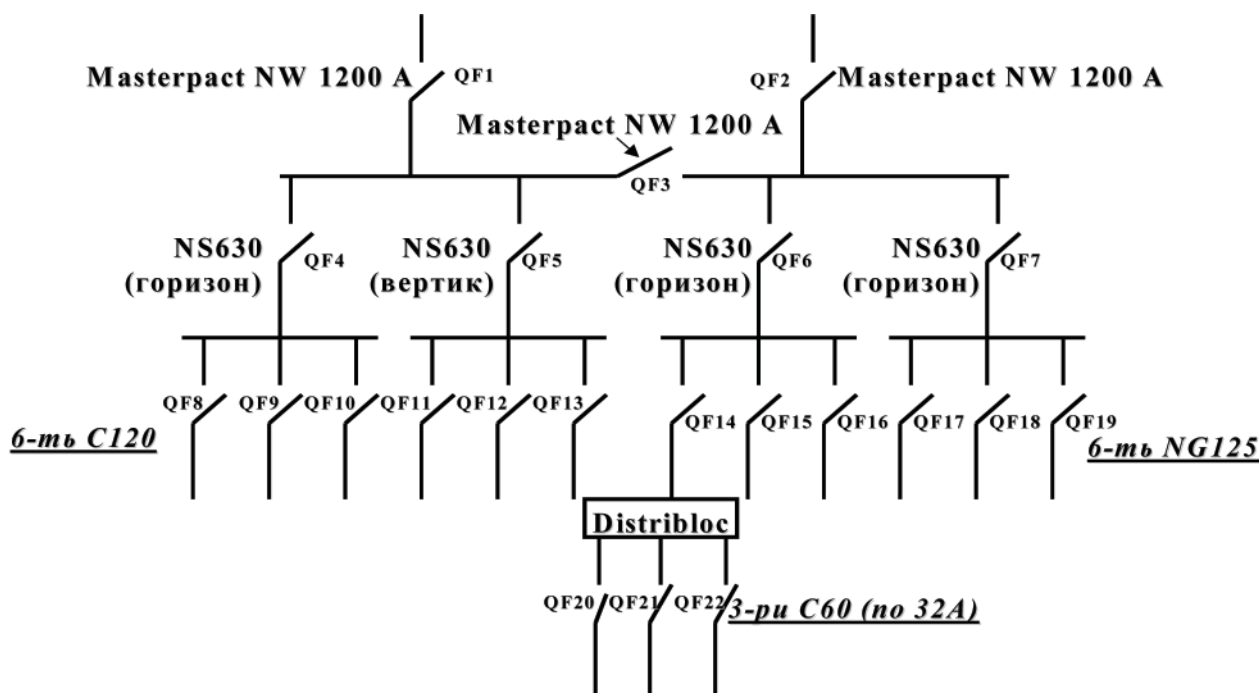 Masterpact NW 1200 A
QF1
QF2
Masterpact NW 1200 A
Masterpact NW 1200 A
QF3
NS630
(горизон)
QF4
NS630
(вертик)
QF5
NS630
(горизон)
QF6
NS630
(горизон)
QF7
QF8
QF9
QF10
QF11
QF12
QF13
QF14
QF15
QF16
QF17
QF18
QF19
6-ть C120
6-ть NG125
Distribloc
QF20
QF21
QF22
3-ри C60 (по 32А)